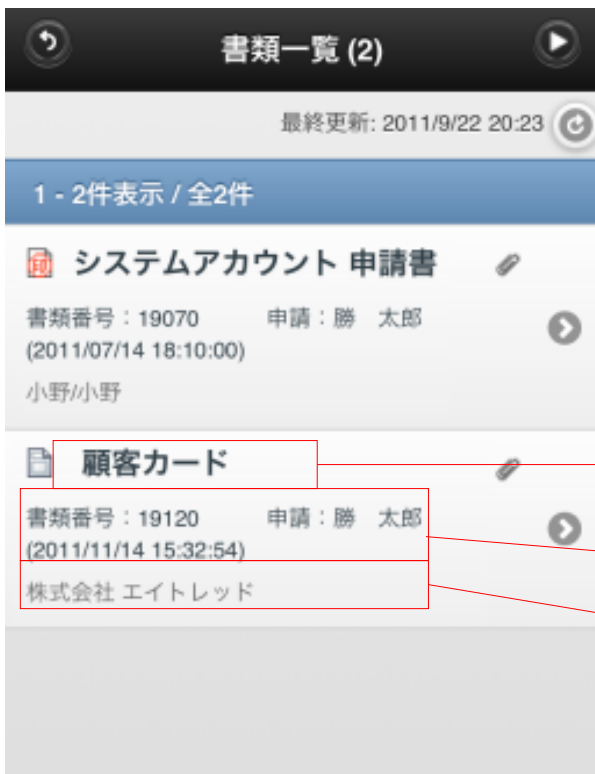 書類一覧 (2)
最終更新: 2011/9/22 20:23
1 - 2件表示 / 全2件
印 システムアカウント 申請書
書類番号：19070 申請：勝　太郎
(2011/07/14 18:10:00)
小野/小野
顧客カード
書類番号：19120 申請：勝　太郎
(2011/11/14 15:32:54)
株式会社 エイトレッド